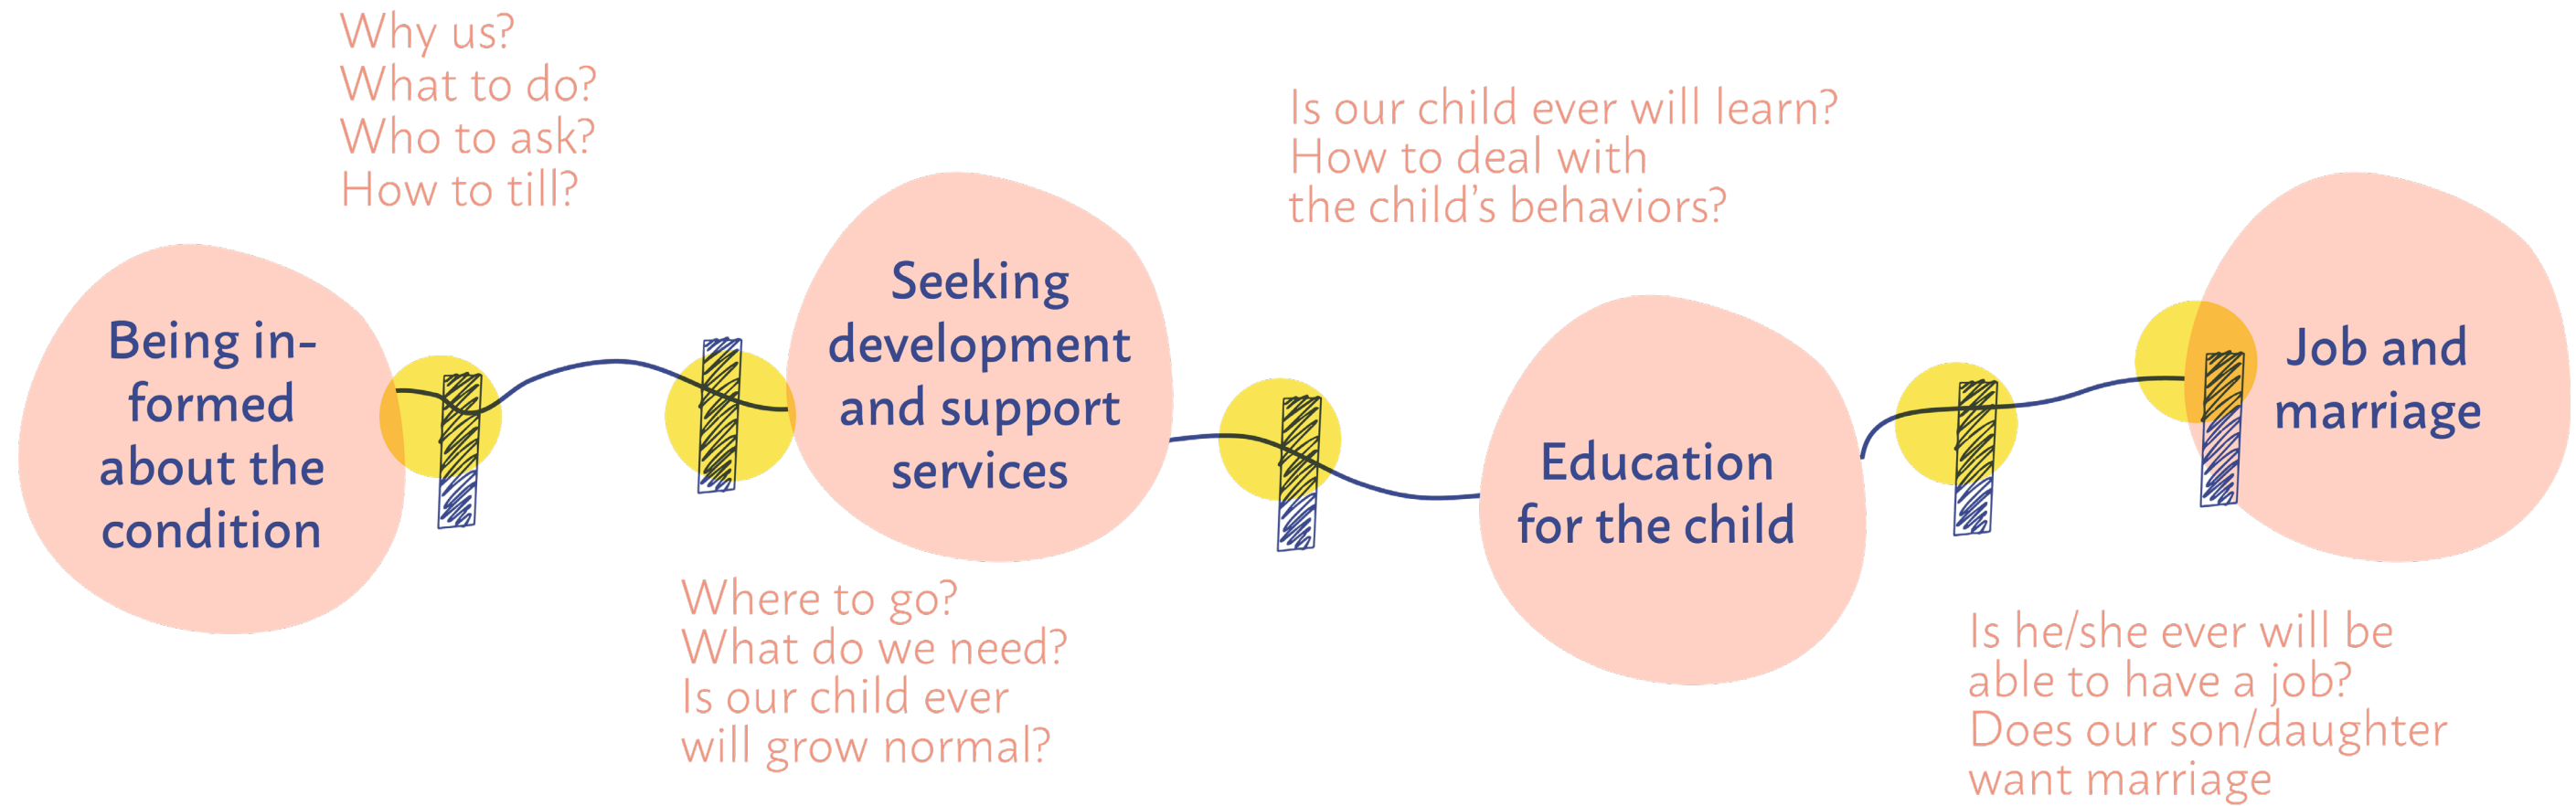 Why us?
What to do?
Who to ask?
How to till?
Being in-
formed
about the
condition
Seeking
development
and support
services
Where to go?
What do we need?
Is our child ever
will grow normal?
Is our child ever will learn?
How to deal with
the child's behaviors?
Education
for the child
Job and
marriage
Is he/she ever will be
able to have a job?
Does our son/daughter
want marriage